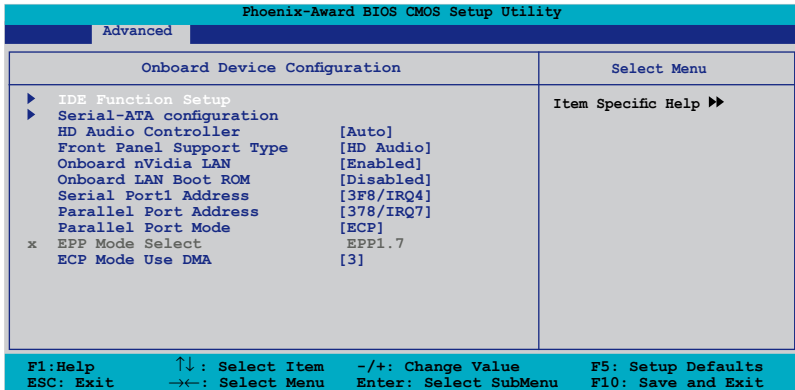 Phoenix-Award BIOS CMOS Setup Utility
Advanced
Onboard Device Configuration
Select Menu
IDE Function Setup
Item Specific Help
Serial-ATA configuration
HD Audio Controller [Auto]
Front Panel Support Type [HD Audio]
Onboard nVidia LAN [Enabled]
Onboard LAN Boot ROM [Disabled]
Serial Port1 Address [3F8/IRQ4]
Parallel Port Address [378/IRQ7]
Parallel Port Mode [ECP]
x EPP Mode Select EPP1.7
ECP Mode Use DMA [3]
F1:Help ↑↓: Select Item -/+: Change Value F5: Setup Defaults
ESC: Exit →←: Select Menu Enter: Select SubMenu F10: Save and Exit